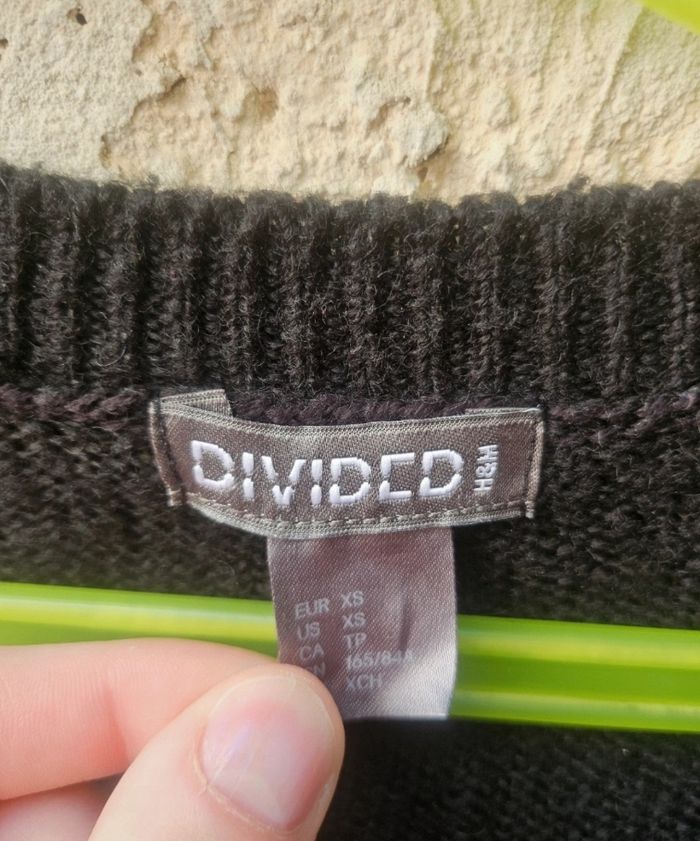 DIVIDED H&M
EUR XS
US XS
CA TP
165/84A
XCH